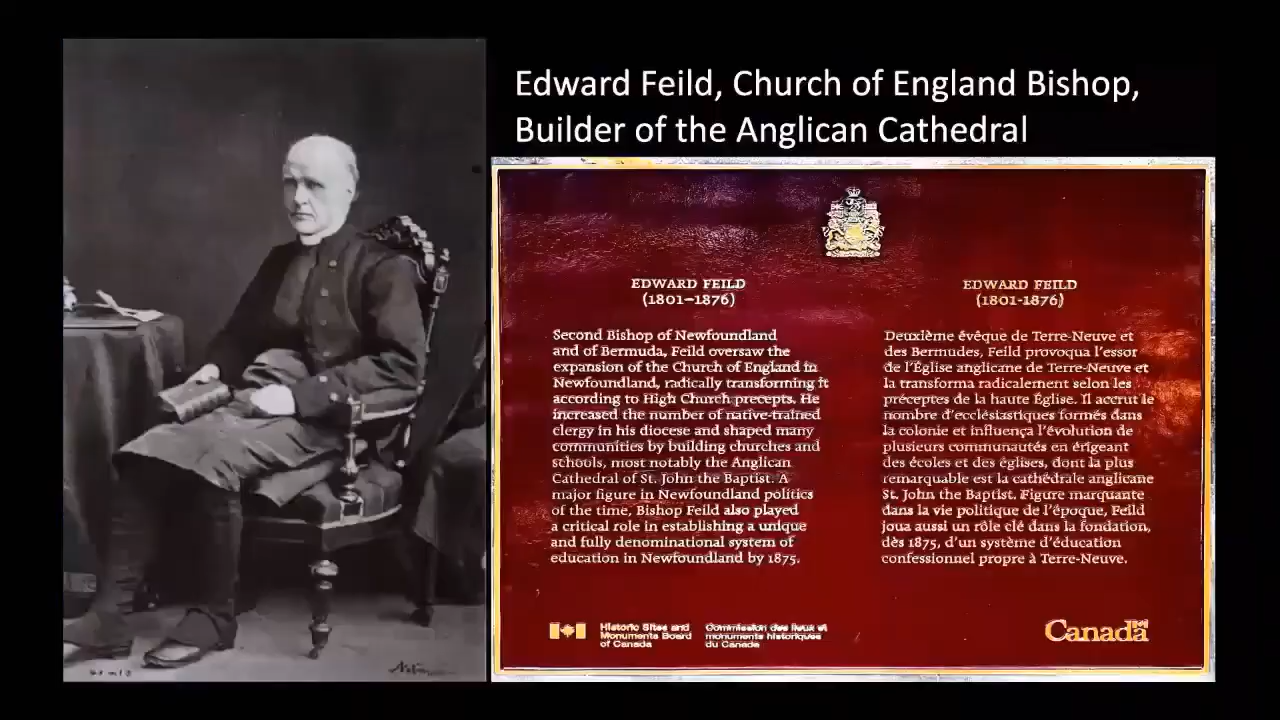 Edward Feild, Church of England Bishop,
Builder of the Anglican Cathedral
EDWARD FEILD
(1801–1876)
Second Bishop of Newfoundland
and of Bermuda, Feild oversaw the
expansion of the Church of England in
Newfoundland, radically transforming it
according to High Church precepts. He
increased the number of native-trained
clergy in his diocese and shaped many
communities by building churches and
schools, most notably the Anglican
Cathedral of St. John the Baptist. A
major figure in Newfoundland politics
of the time, Bishop Feild also played
a critical role in establishing a unique
and fully denominational system of
education in Newfoundland by 1875.
EDWARD FEILD
(1801-1876)
Deuxième évêque de Terre-Neuve et
des Bermudes, Feild provoqua l'essor
de l'Église anglicane de Terre-Neuve et
la transforma radicalement selon les
préceptes de la haute Église. Il accrut le
nombre d'ecclésiastiques formés dans
la colonie et influença l'évolution de
plusieurs communautés en érigeant
des écoles et des églises, dont la plus
remarquable est la cathédrale anglicane
St. John the Baptist. Figure marquante
dans la vie politique de l'époque, Feild
joua aussi un rôle clé dans la fondation,
dès 1875, d'un système d'éducation
confessionnel propre à Terre-Neuve.
Historic Sites and
Monuments Board
of Canada
Commission des lieux et
monuments historiques
du Canada
Canada